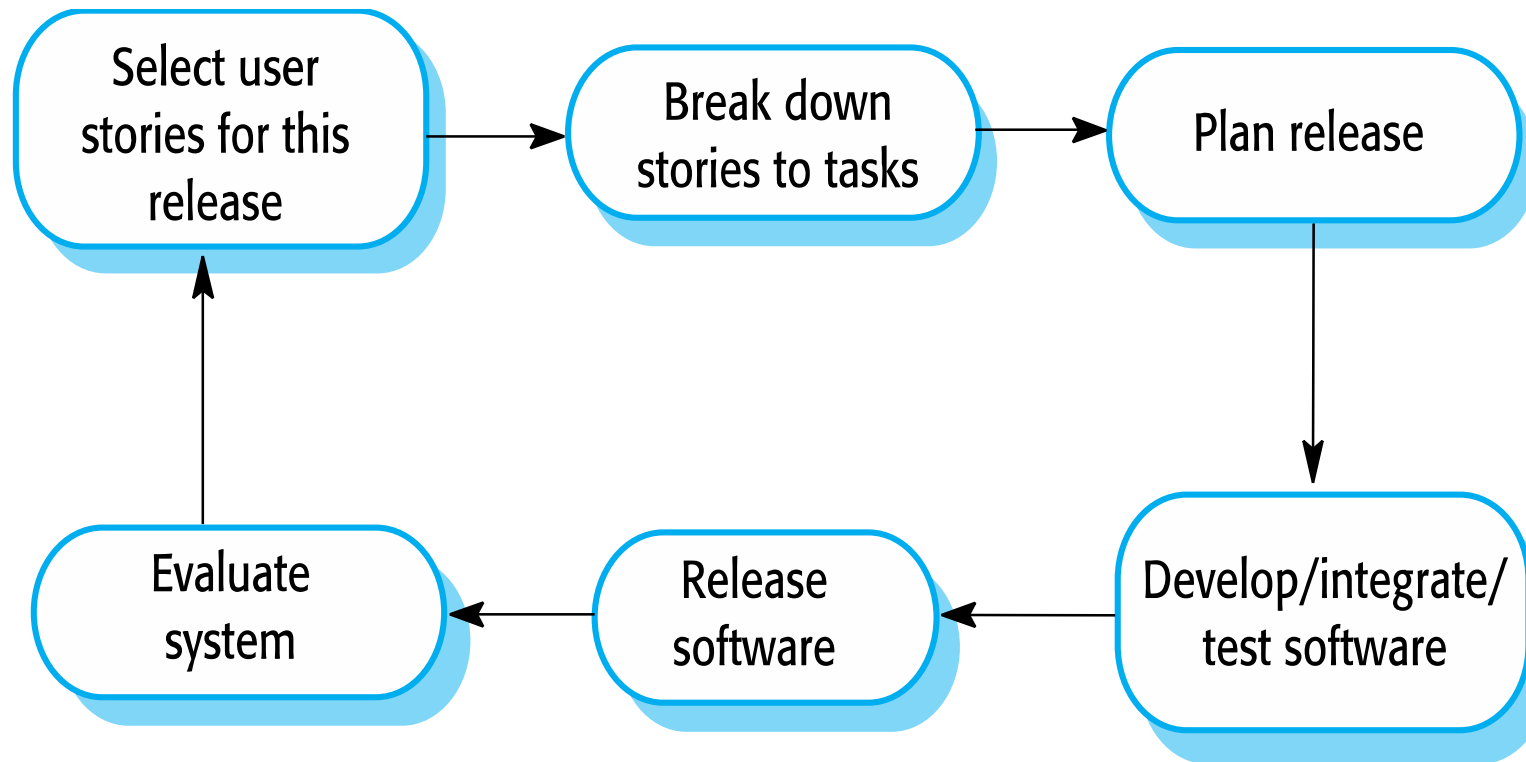 Select user
stories for this
release
Break down
stories to tasks
Plan release
Evaluate
system
Release
software
Develop/integrate/
test software